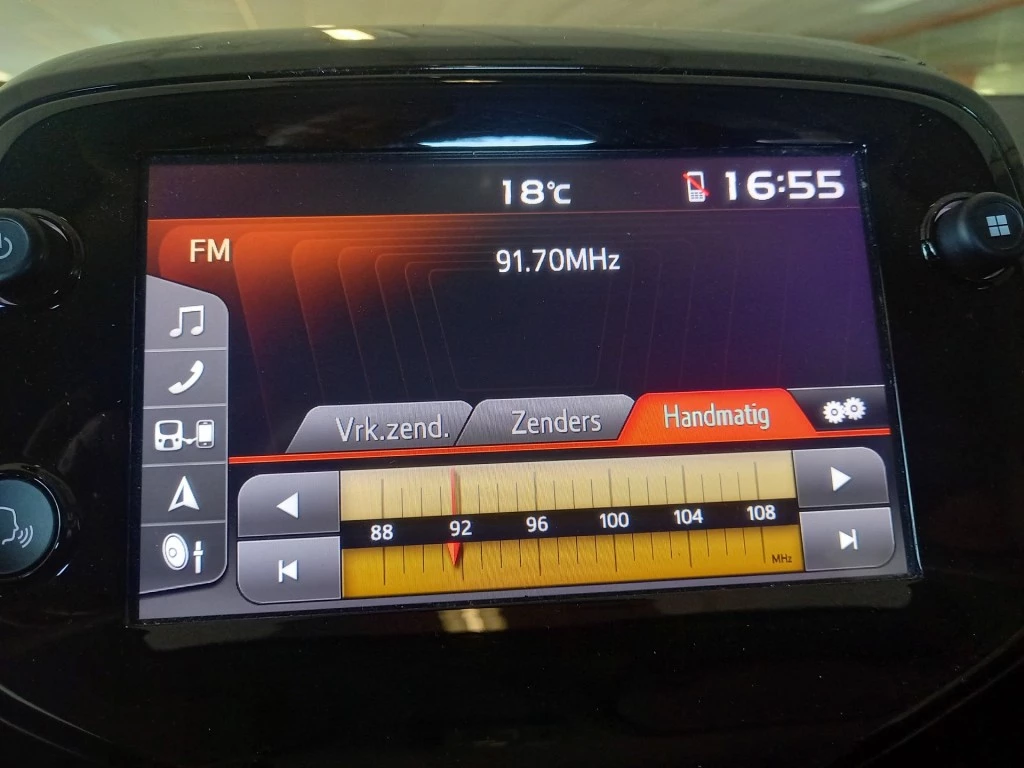 18°C 16:55
FM
91.70MHz
Vrk.zend. Zenders Handmatig
88 92 96 100 104 108
MHz